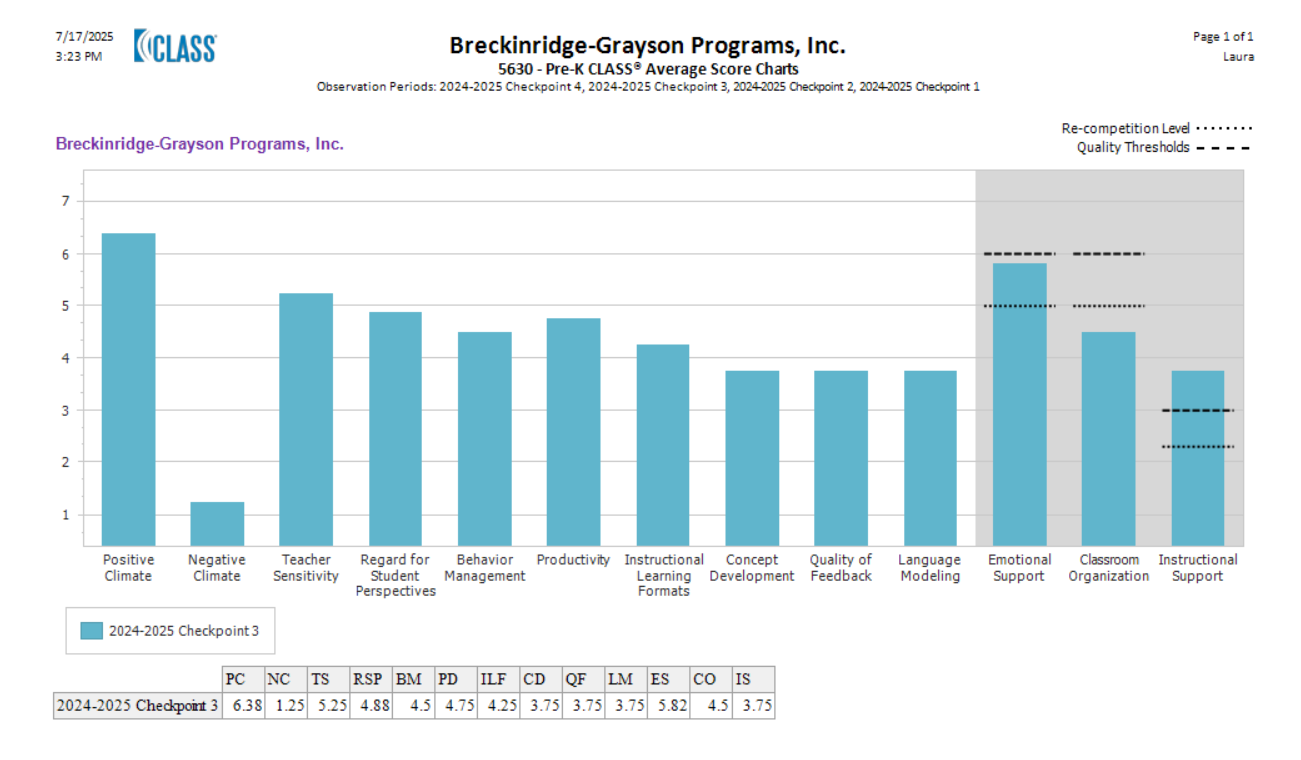 7/17/2025
3:23 PM
CLASS®
Breckinridge-Grayson Programs, Inc.
5630 - Pre-K CLASS® Average Score Charts
Observation Periods: 2024-2025 Checkpoint 4, 2024-2025 Checkpoint 3, 2024-2025 Checkpoint 2, 2024-2025 Checkpoint 1
Page 1 of 1
Laura
Breckinridge-Grayson Programs, Inc.
Re-competition Level
Quality Thresholds
7
6
5
4
3
2
1
Positive Climate
Negative Climate
Teacher Sensitivity
Regard for Student Perspectives
Behavior Management
Productivity
Instructional Learning Formats
Concept Development
Quality of Feedback
Language Modeling
Emotional Support
Classroom Organization
Instructional Support
2024-2025 Checkpoint 3
PC NC TS RSP BM PD ILF CD QF LM ES CO IS
2024-2025 Checkpoint 3 6.38 1.25 5.25 4.88 4.5 4.75 4.25 3.75 3.75 3.75 5.82 4.5 3.75